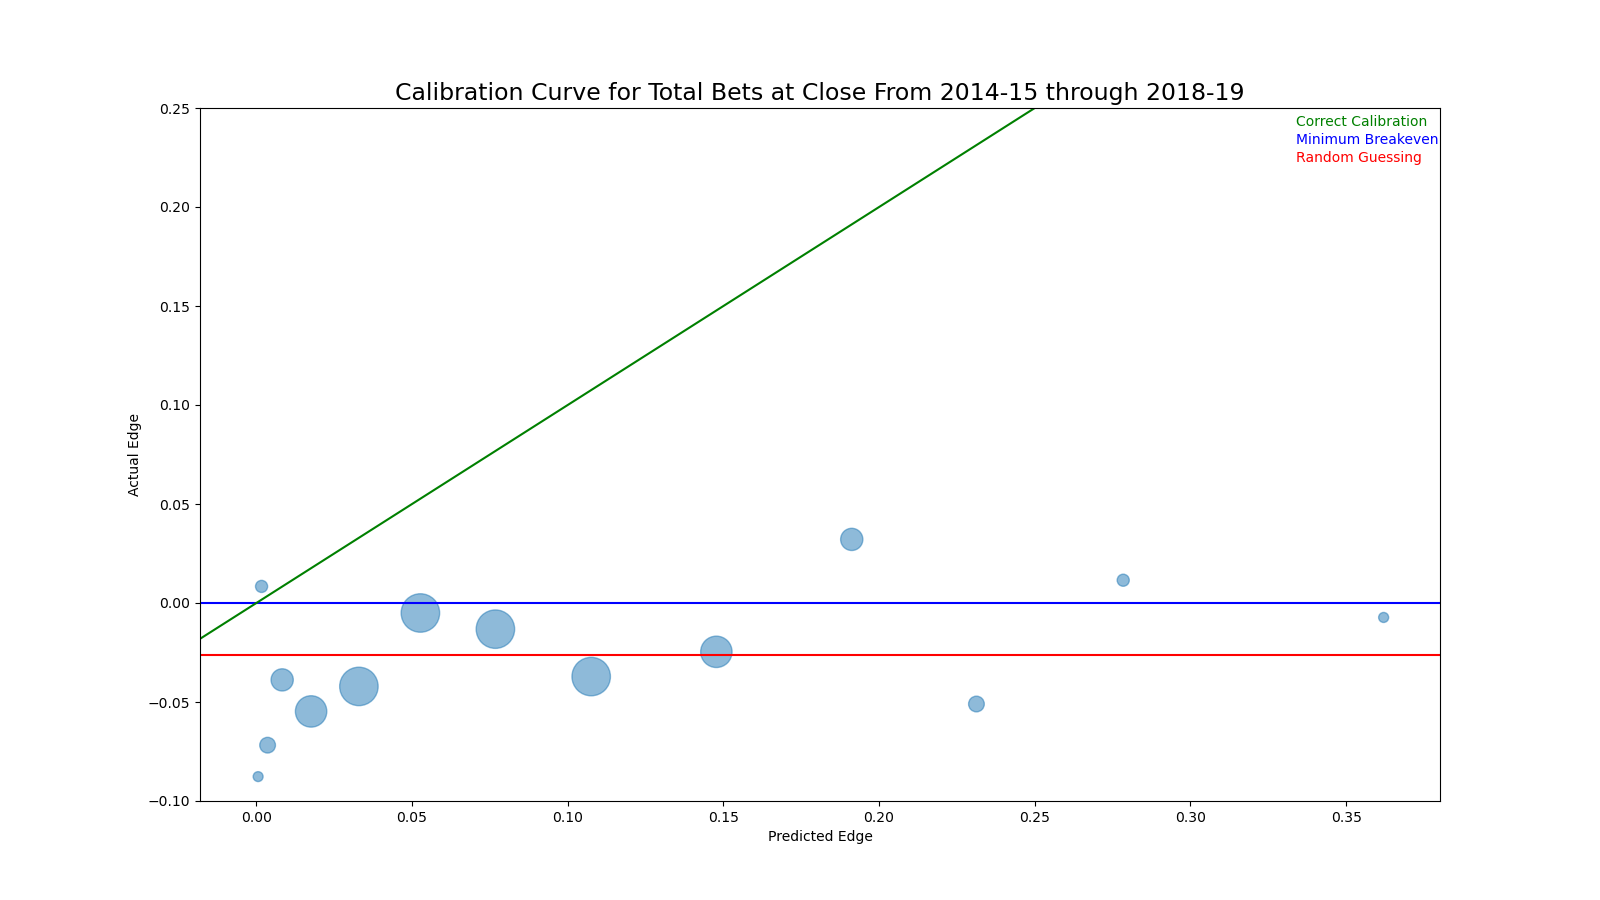 Calibration Curve for Total Bets at Close From 2014-15 through 2018-19
0.25
Correct Calibration
Minimum Breakeven
Random Guessing
0.20
0.15
0.10
Actual Edge
0.05
0.00
−0.05
−0.10
0.00 0.05 0.10 0.15 0.20 0.25 0.30 0.35
Predicted Edge